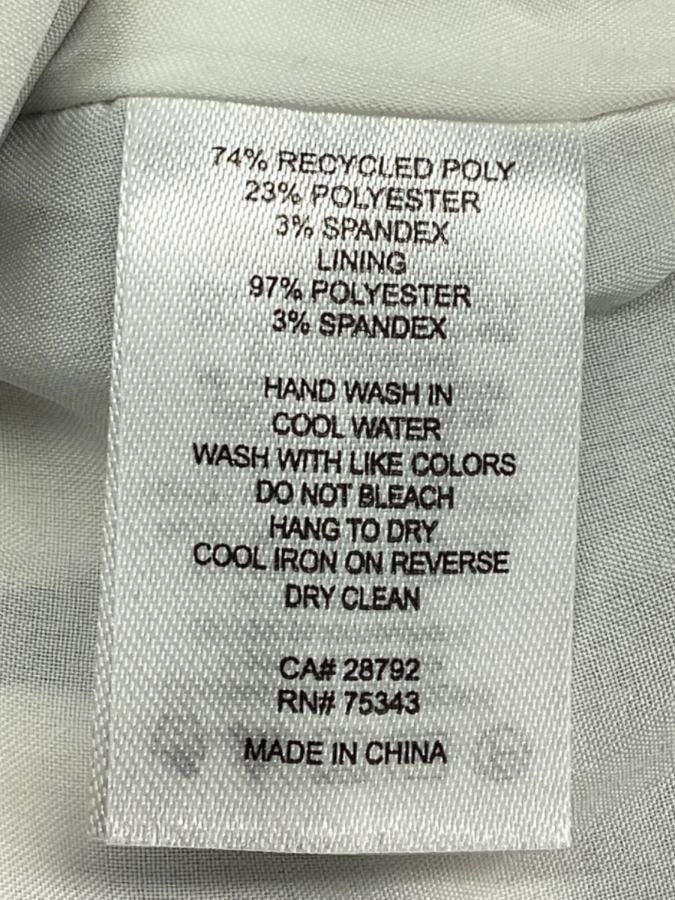 74% RECYCLED POLY
23% POLYESTER
3% SPANDEX
LINING
97% POLYESTER
3% SPANDEX
HAND WASH IN
COOL WATER
WASH WITH LIKE COLORS
DO NOT BLEACH
HANG TO DRY
COOL IRON ON REVERSE
DRY CLEAN
CA# 28792
RN# 75343
MADE IN CHINA